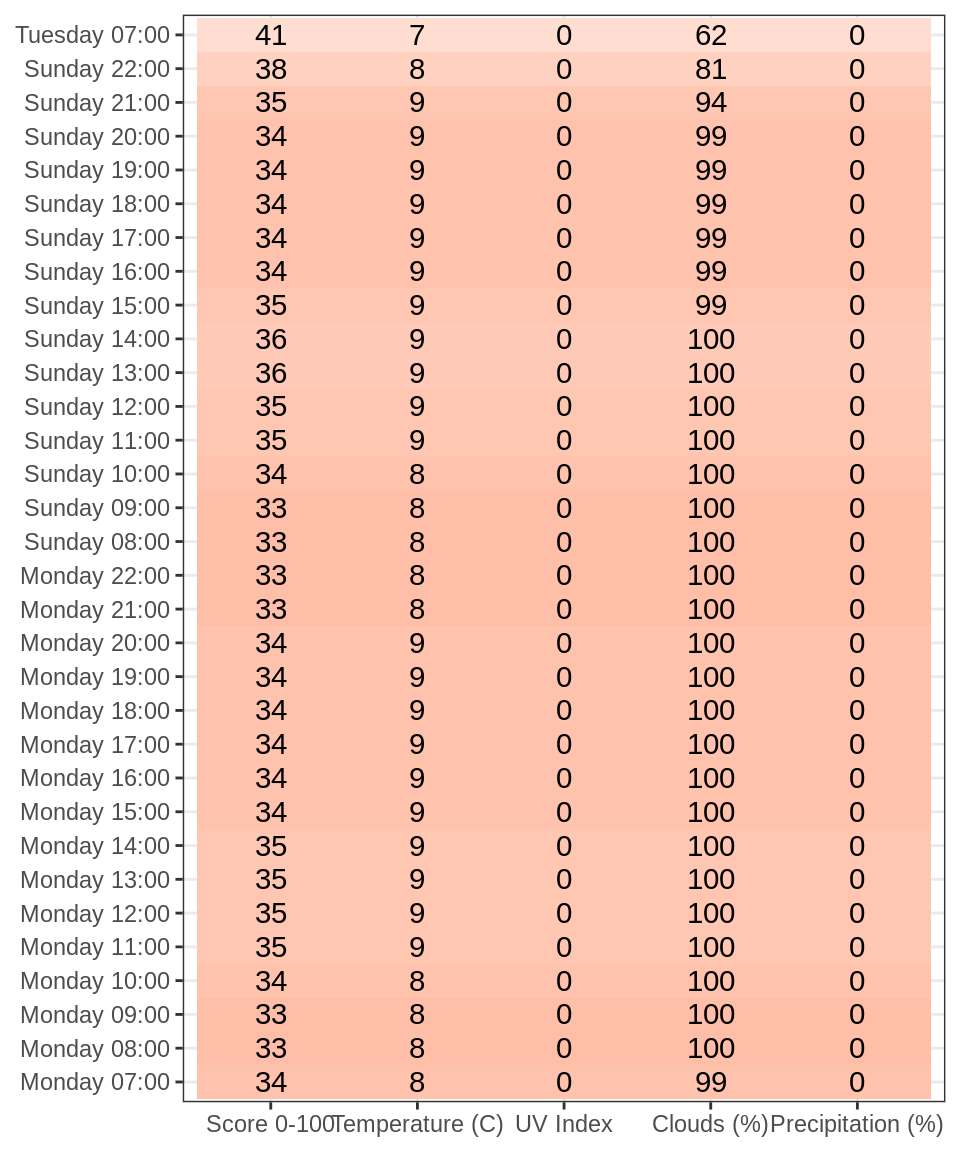 Tuesday 07:00 41 7 0 62 0
Sunday 22:00 38 8 0 81 0
Sunday 21:00 35 9 0 94 0
Sunday 20:00 34 9 0 99 0
Sunday 19:00 34 9 0 99 0
Sunday 18:00 34 9 0 99 0
Sunday 17:00 34 9 0 99 0
Sunday 16:00 34 9 0 99 0
Sunday 15:00 35 9 0 99 0
Sunday 14:00 36 9 0 100 0
Sunday 13:00 36 9 0 100 0
Sunday 12:00 35 9 0 100 0
Sunday 11:00 35 9 0 100 0
Sunday 10:00 34 8 0 100 0
Sunday 09:00 33 8 0 100 0
Sunday 08:00 33 8 0 100 0
Monday 22:00 33 8 0 100 0
Monday 21:00 33 8 0 100 0
Monday 20:00 34 9 0 100 0
Monday 19:00 34 9 0 100 0
Monday 18:00 34 9 0 100 0
Monday 17:00 34 9 0 100 0
Monday 16:00 34 9 0 100 0
Monday 15:00 34 9 0 100 0
Monday 14:00 35 9 0 100 0
Monday 13:00 35 9 0 100 0
Monday 12:00 35 9 0 100 0
Monday 11:00 35 9 0 100 0
Monday 10:00 34 8 0 100 0
Monday 09:00 33 8 0 100 0
Monday 08:00 33 8 0 100 0
Monday 07:00 34 8 0 99 0
Score 0-100 Temperature (C) UV Index Clouds (%) Precipitation (%)